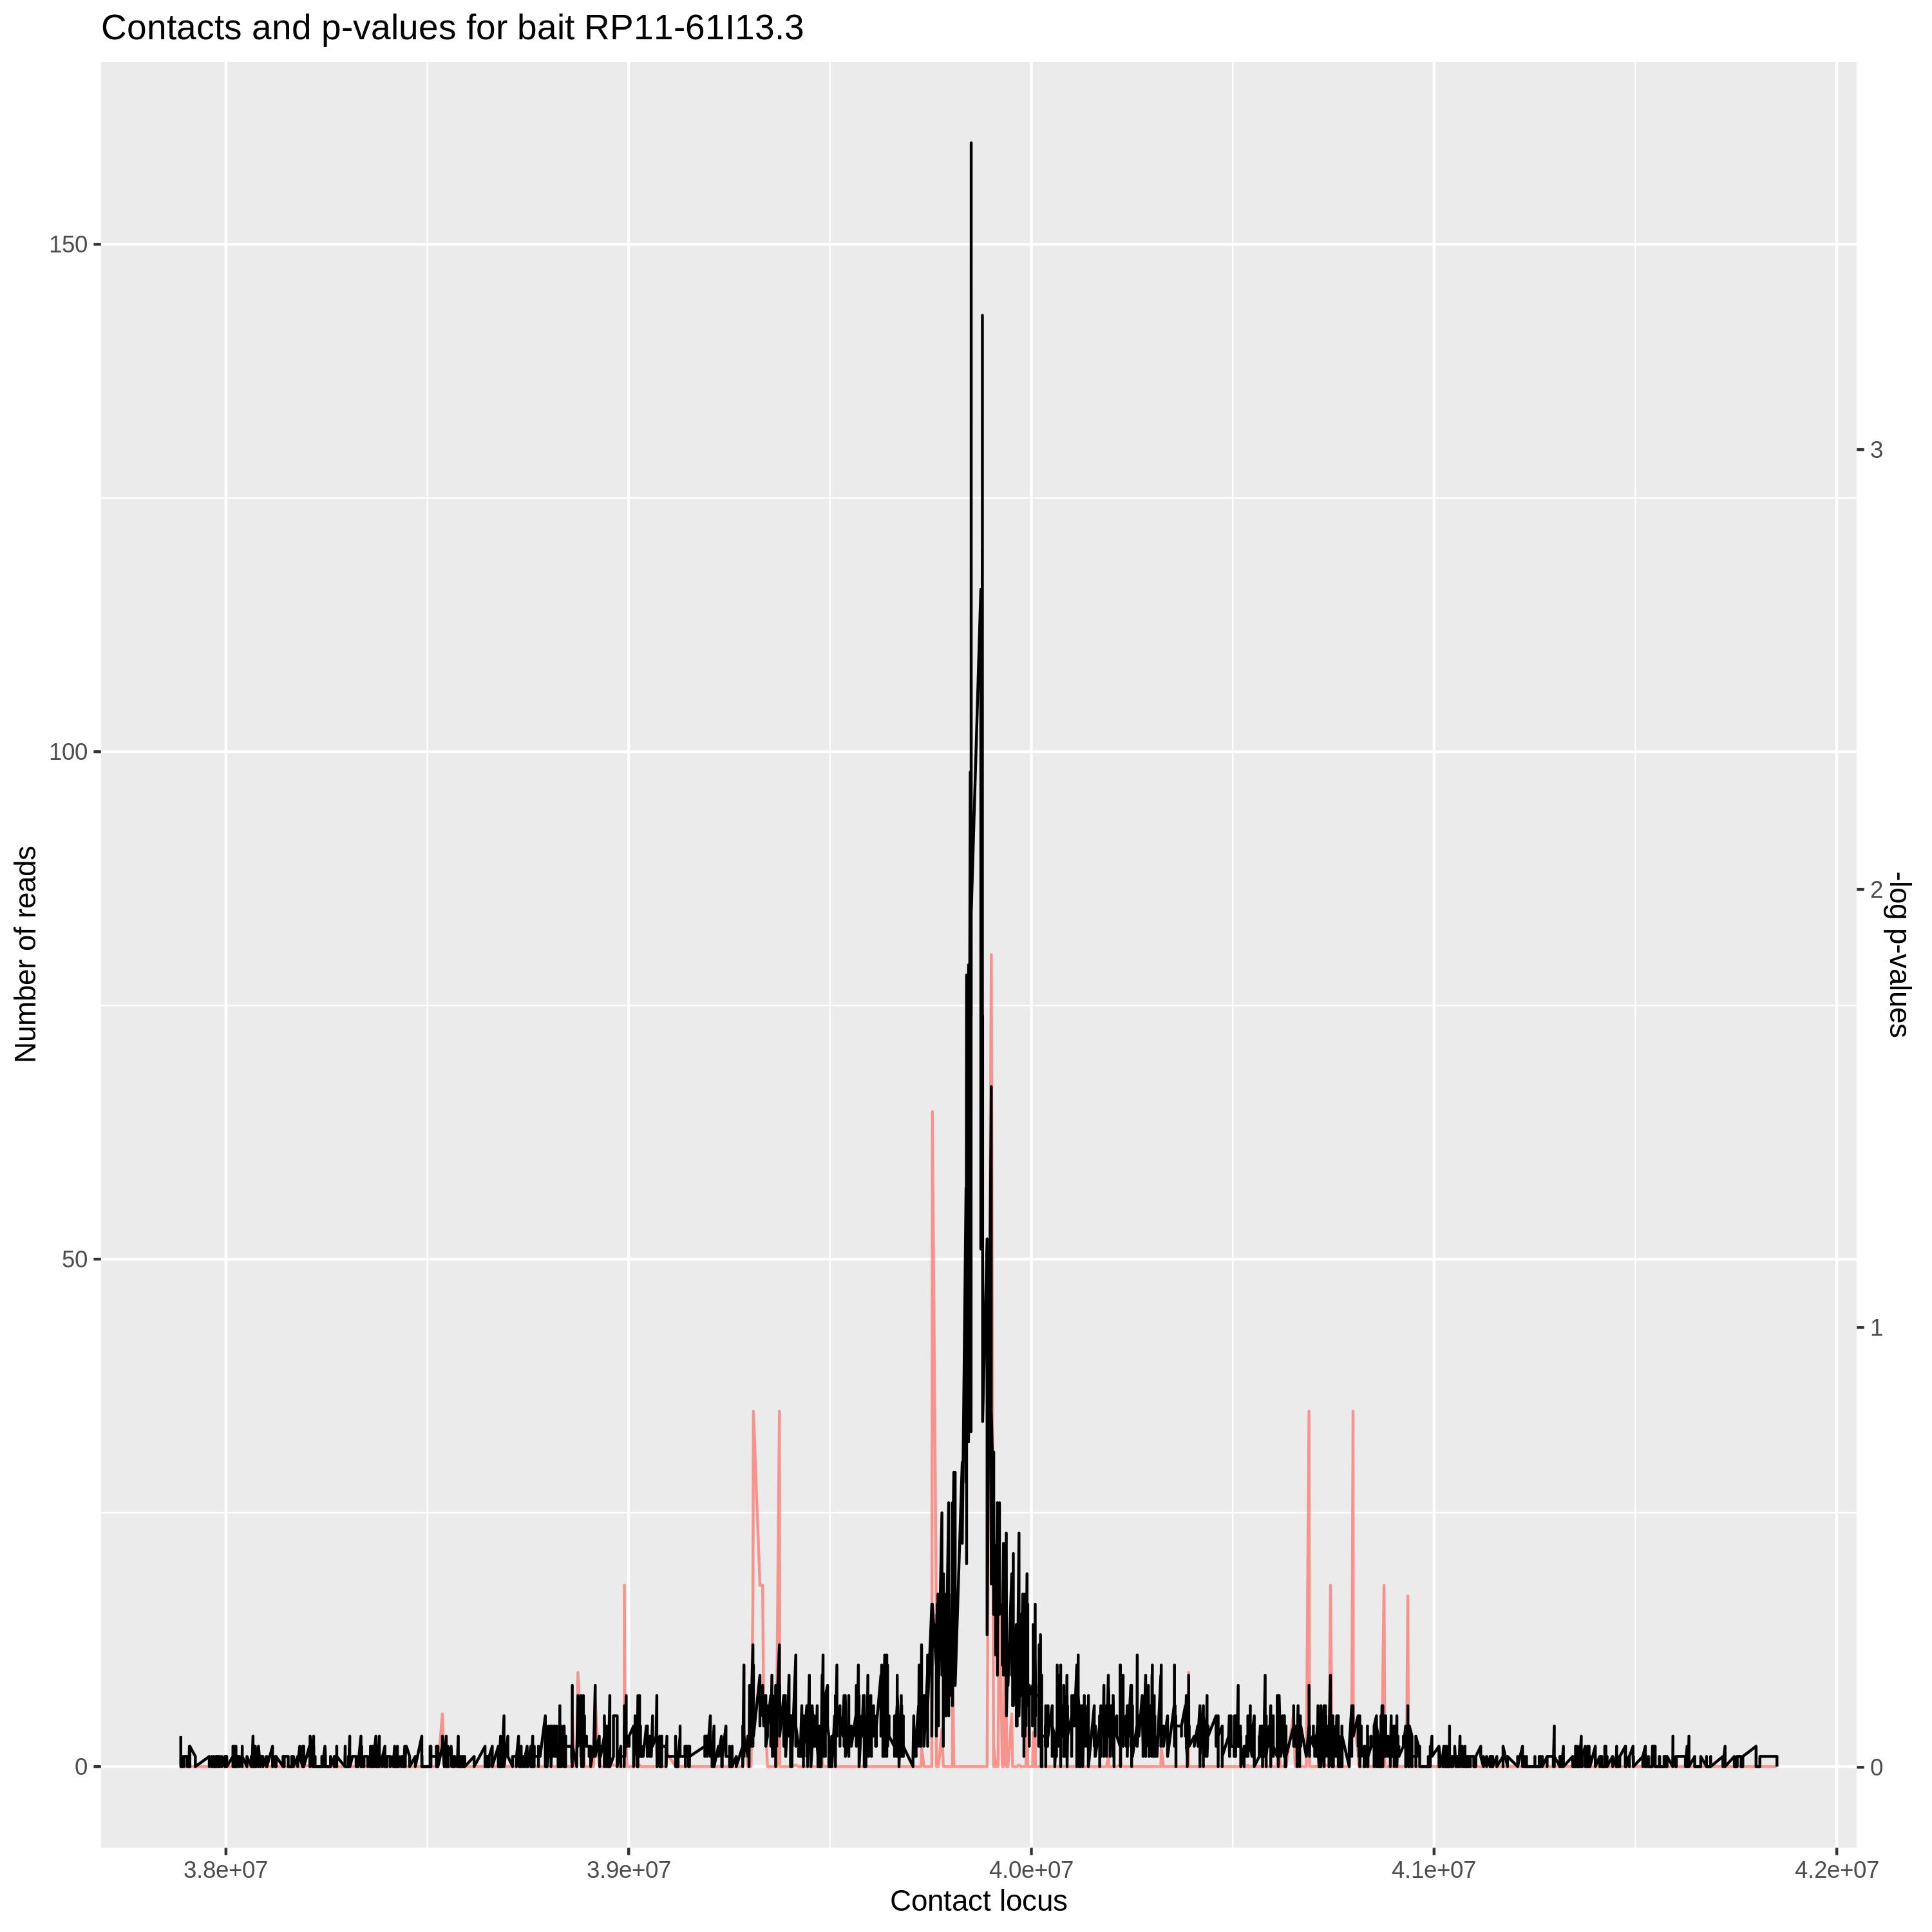 Contacts and p-values for bait RP11-61I13.3
150
100
50
0
Number of reads
3
2
1
0
-log p-values
3.8e+07
3.9e+07
4.0e+07
4.1e+07
4.2e+07
Contact locus